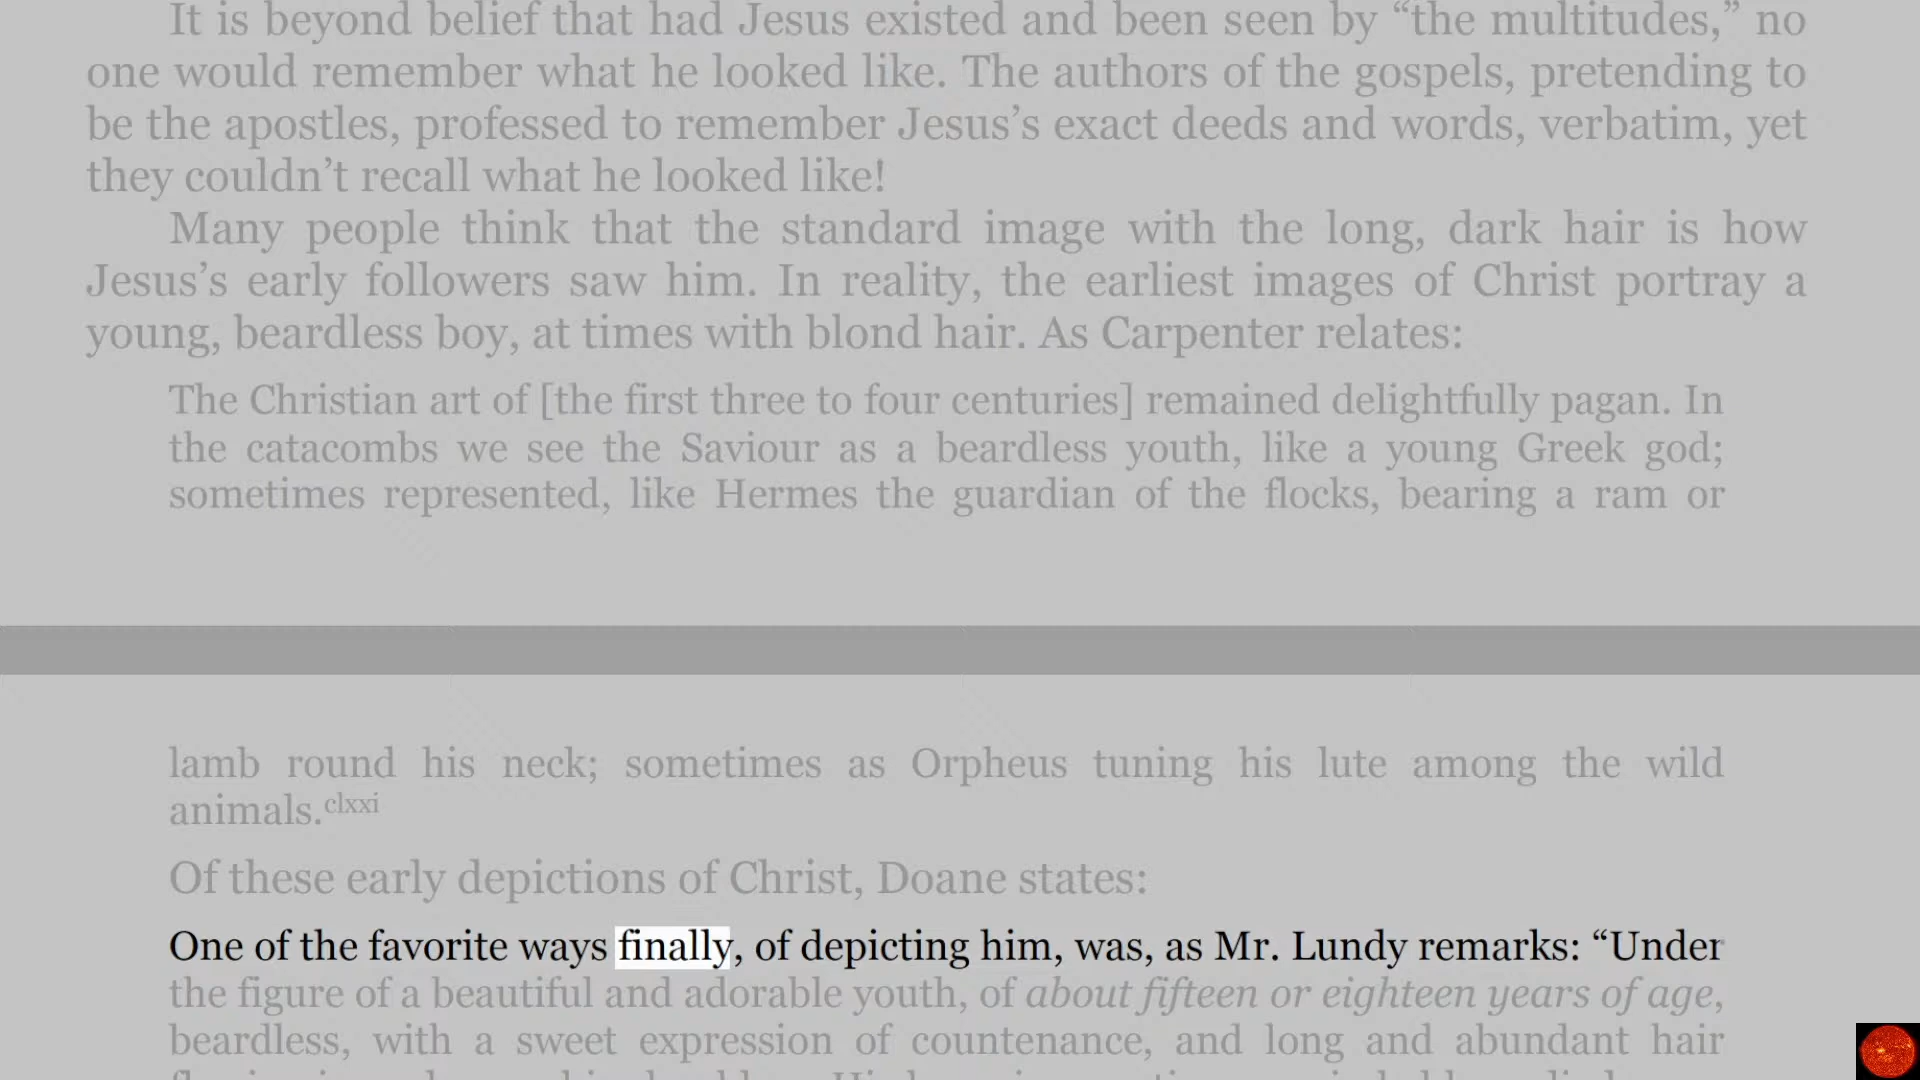 It is beyond belief that had Jesus existed and been seen by “the multitudes,” no
one would remember what he looked like. The authors of the gospels, pretending to
be the apostles, professed to remember Jesus’s exact deeds and words, verbatim, yet
they couldn’t recall what he looked like!
Many people think that the standard image with the long, dark hair is how
Jesus’s early followers saw him. In reality, the earliest images of Christ portray a
young, beardless boy, at times with blond hair. As Carpenter relates:
The Christian art of [the first three to four centuries] remained delightfully pagan. In
the catacombs we see the Saviour as a beardless youth, like a young Greek god;
sometimes represented, like Hermes the guardian of the flocks, bearing a ram or
lamb round his neck; sometimes as Orpheus tuning his lute among the wild
animals.clxxi
Of these early depictions of Christ, Doane states:
One of the favorite ways finally, of depicting him, was, as Mr. Lundy remarks: “Under
the figure of a beautiful and adorable youth, of about fifteen or eighteen years of age,
beardless, with a sweet expression of countenance, and long and abundant hair